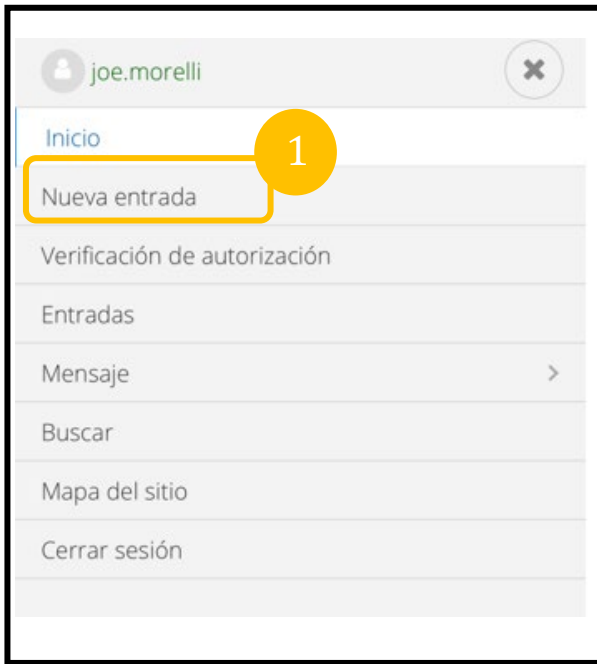 joe.morelli
Inicio
1
Nueva entrada
Verificación de autorización
Entradas
Mensaje
Buscar
Mapa del sitio
Cerrar sesión